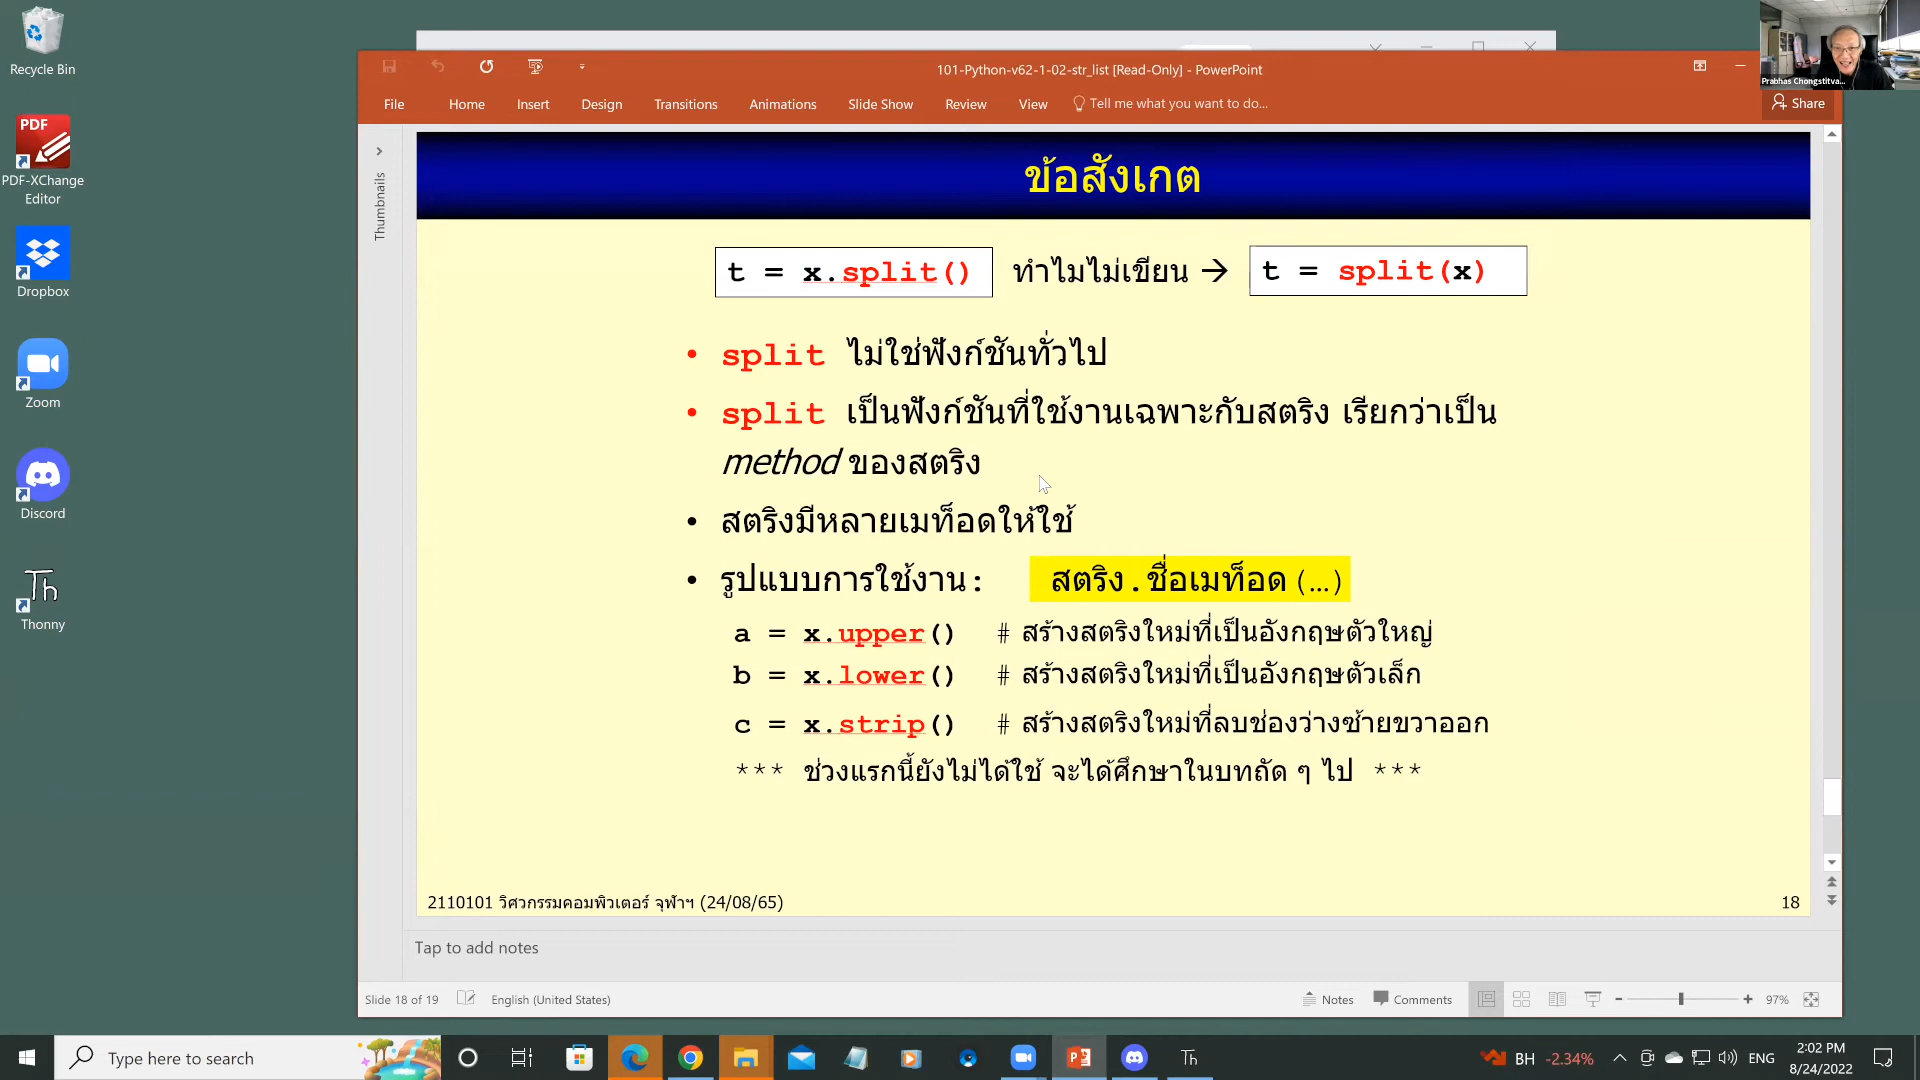 Recycle Bin
PDF
PDF-XChange
Editor
Dropbox
Zoom
Discord
Th
Thonny
101-Python-v62-1-02-str_list [Read-Only] - PowerPoint
File Home Insert Design Transitions Animations Slide Show Review View Tell me what you want to do... Share
Prabhas Chongstitva...
Thumbnails
ข้อสังเกต
t = x.split() ทำไมไม่เขียน → t = split(x)
• split ไม่ใช่ฟังก์ชันทั่วไป
• split เป็นฟังก์ชันที่ใช้งานเฉพาะกับสตริง เรียกว่าเป็น
method ของสตริง
• สตริงมีหลายเมท็อดให้ใช้
• รูปแบบการใช้งาน : สตริง . ชื่อเมท็อด (...)
a = x.upper() # สร้างสตริงใหม่ที่เป็นอังกฤษตัวใหญ่
b = x.lower() # สร้างสตริงใหม่ที่เป็นอังกฤษตัวเล็ก
c = x.strip() # สร้างสตริงใหม่ที่ลบช่องว่างซ้ายขวาออก
*** ช่วงแรกนี้ยังไม่ได้ใช้ จะได้ศึกษาในบทถัด ๆ ไป ***
2110101 วิศวกรรมคอมพิวเตอร์ จุฬาฯ (24/08/65) 18
Tap to add notes
Slide 18 of 19 English (United States) Notes Comments 97%
Type here to search
Th
BH -2.34% ENG
2:02 PM
8/24/2022